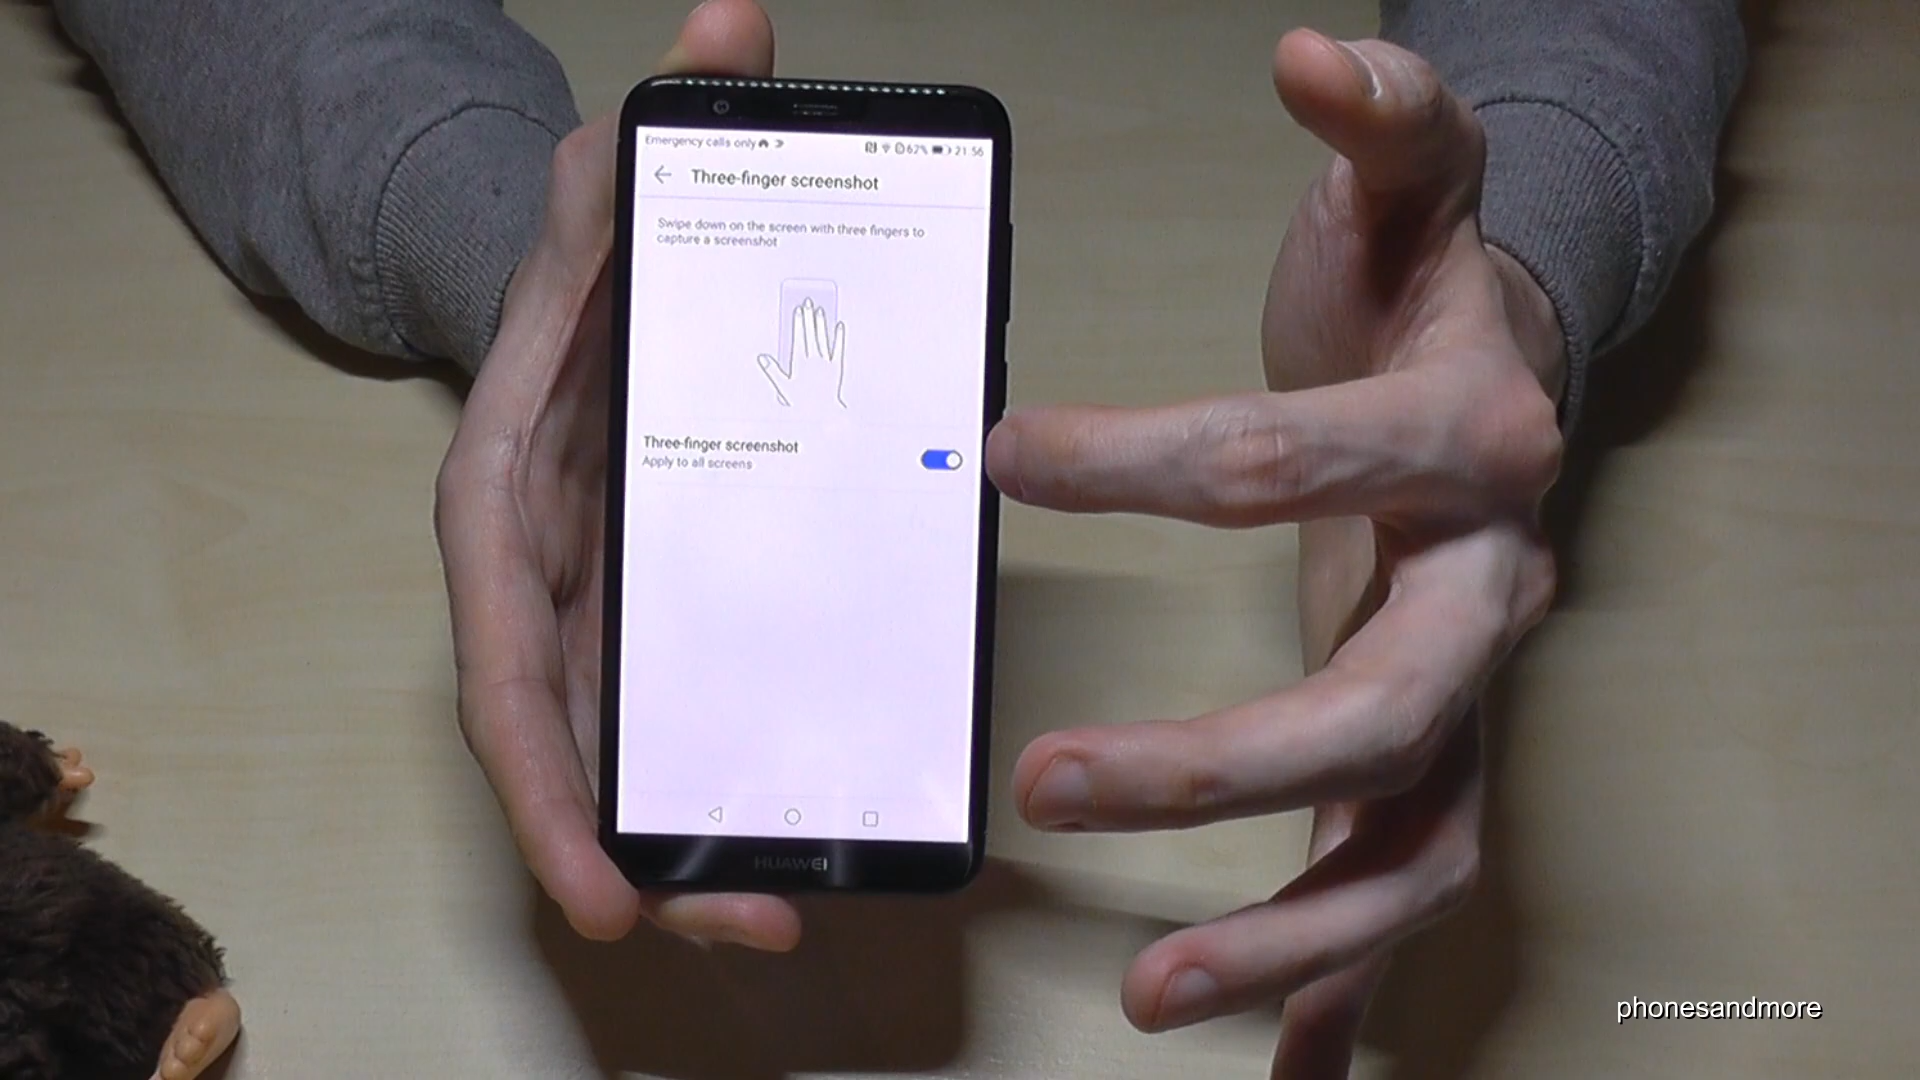 Emergency calls only
62% 21:56
Three-finger screenshot
Swipe down on the screen with three fingers to
capture a screenshot
Three-finger screenshot
Apply to all screens
HUAWEI
phonesandmore